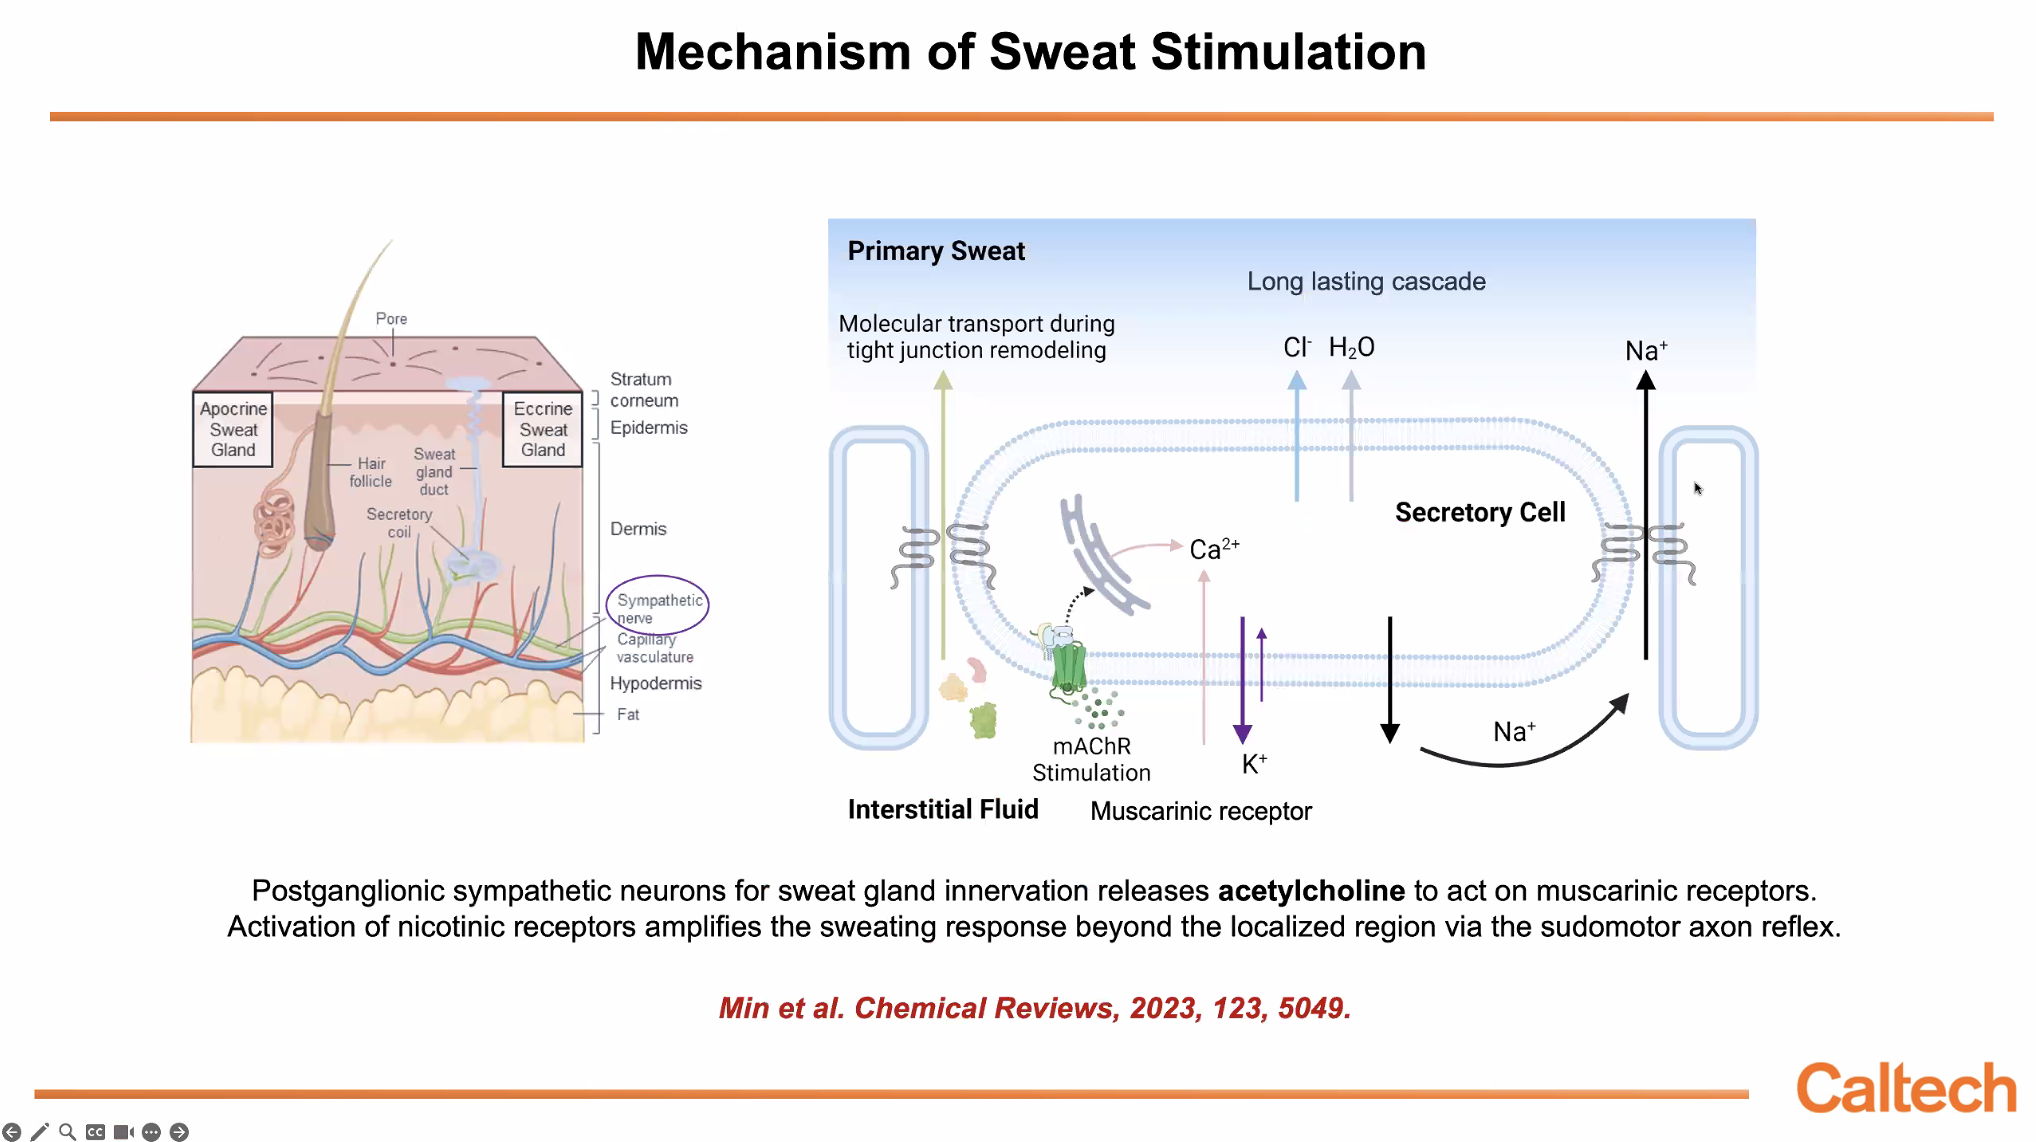 Mechanism of Sweat Stimulation
Pore
Apocrine
Sweat
Gland
Eccrine
Sweat
Gland
Hair
follicle
Sweat
gland
duct
Secretory
coil
Stratum
corneum
Epidermis
Dermis
Sympathetic
nerve
Capillary
vasculature
Hypodermis
Fat
Primary Sweat
Long lasting cascade
Molecular transport during
tight junction remodeling
Cl⁻ H₂O
Na⁺
Secretory Cell
Ca²⁺
mAChR
Stimulation
K⁺
Na⁺
Interstitial Fluid
Muscarinic receptor
Postganglionic sympathetic neurons for sweat gland innervation releases acetylcholine to act on muscarinic receptors.
Activation of nicotinic receptors amplifies the sweating response beyond the localized region via the sudomotor axon reflex.
Min et al. Chemical Reviews, 2023, 123, 5049.
Caltech
CC